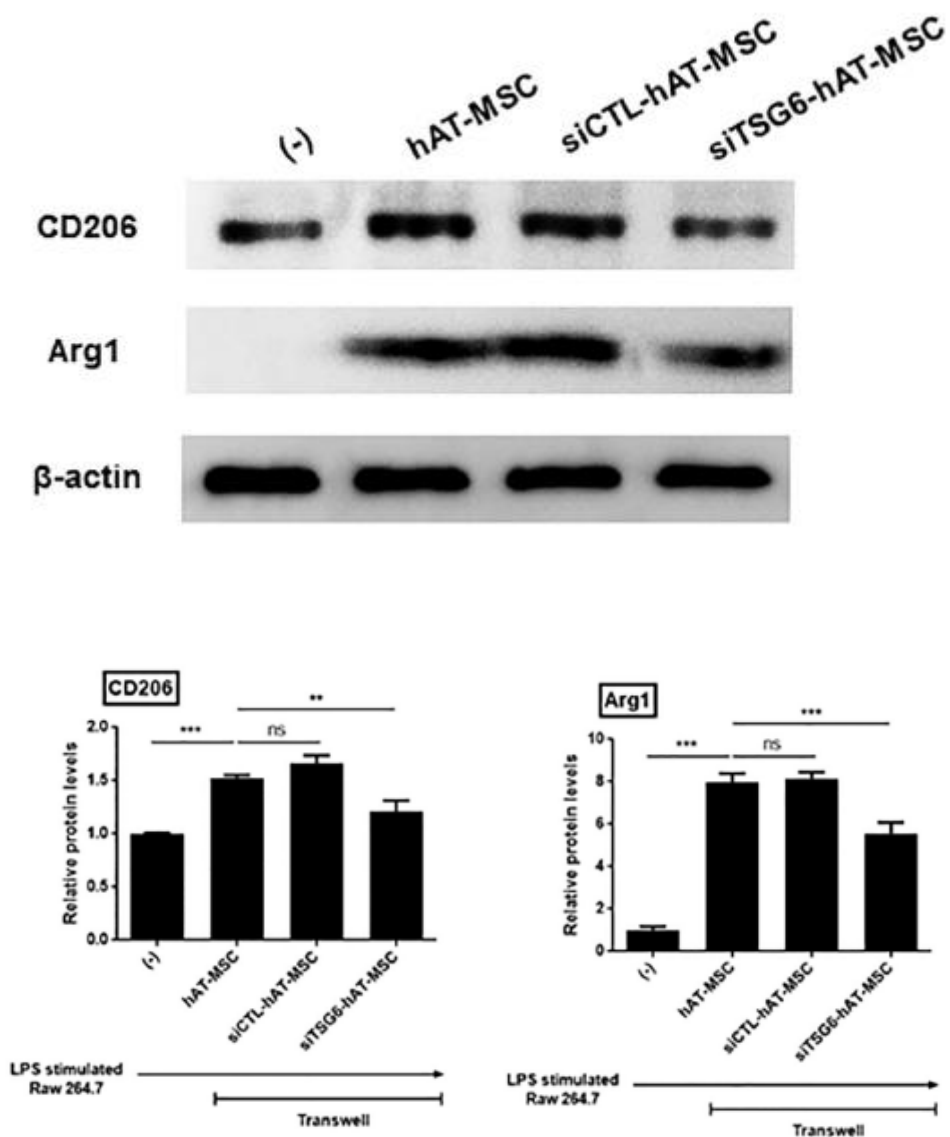 (-) hAT-MSC siCTL-hAT-MSC siTSG6-hAT-MSC
CD206
Arg1
β-actin
CD206
**
***
ns
2.0
1.5
1.0
0.5
0.0
Relative protein levels
(-)
hAT-MSC
siCTL-hAT-MSC
siTSG6-hAT-MSC
LPS stimulated
Raw 264.7
Transwell
Arg1
***
***
ns
10
8
6
4
2
0
Relative protein levels
(-)
hAT-MSC
siCTL-hAT-MSC
siTSG6-hAT-MSC
LPS stimulated
Raw 264.7
Transwell